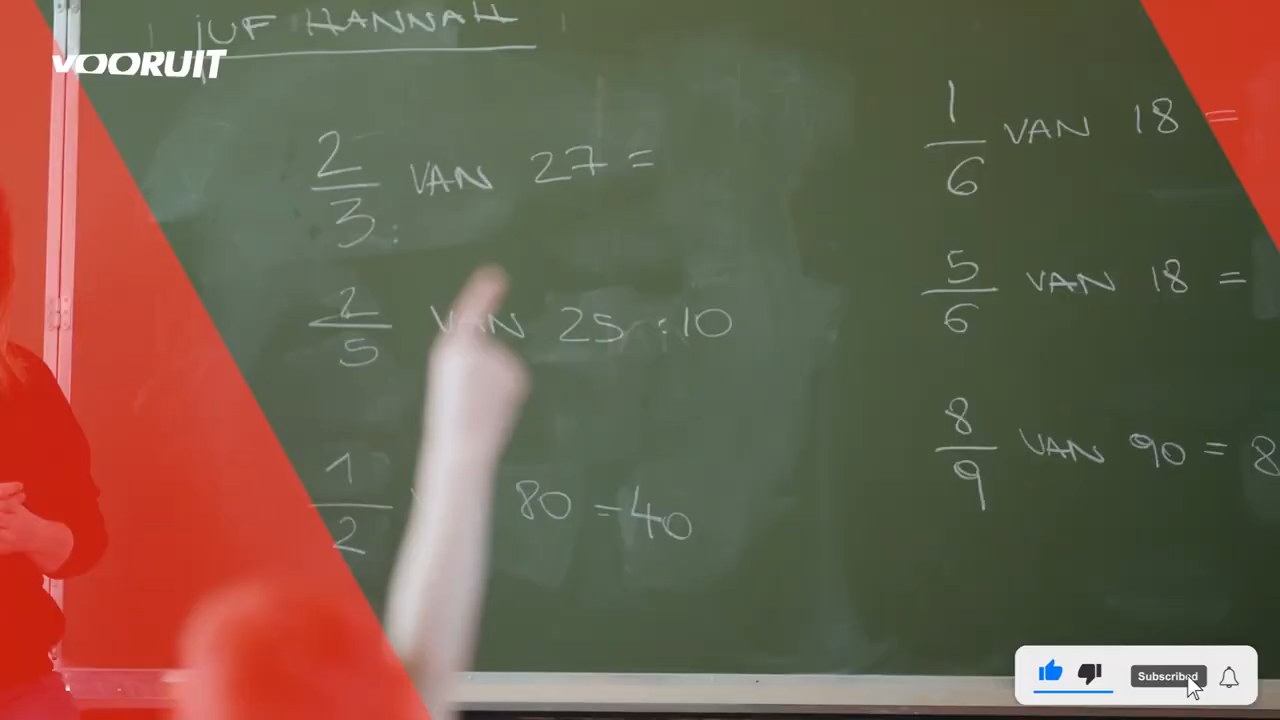 JUF HANNAH
VOORUIT
2/3 VAN 27 =
2/5 VAN 25 : 10
1/2 80 = 40
1/6 VAN 18 =
5/6 VAN 18 =
8/9 VAN 90 = 8
Subscribed